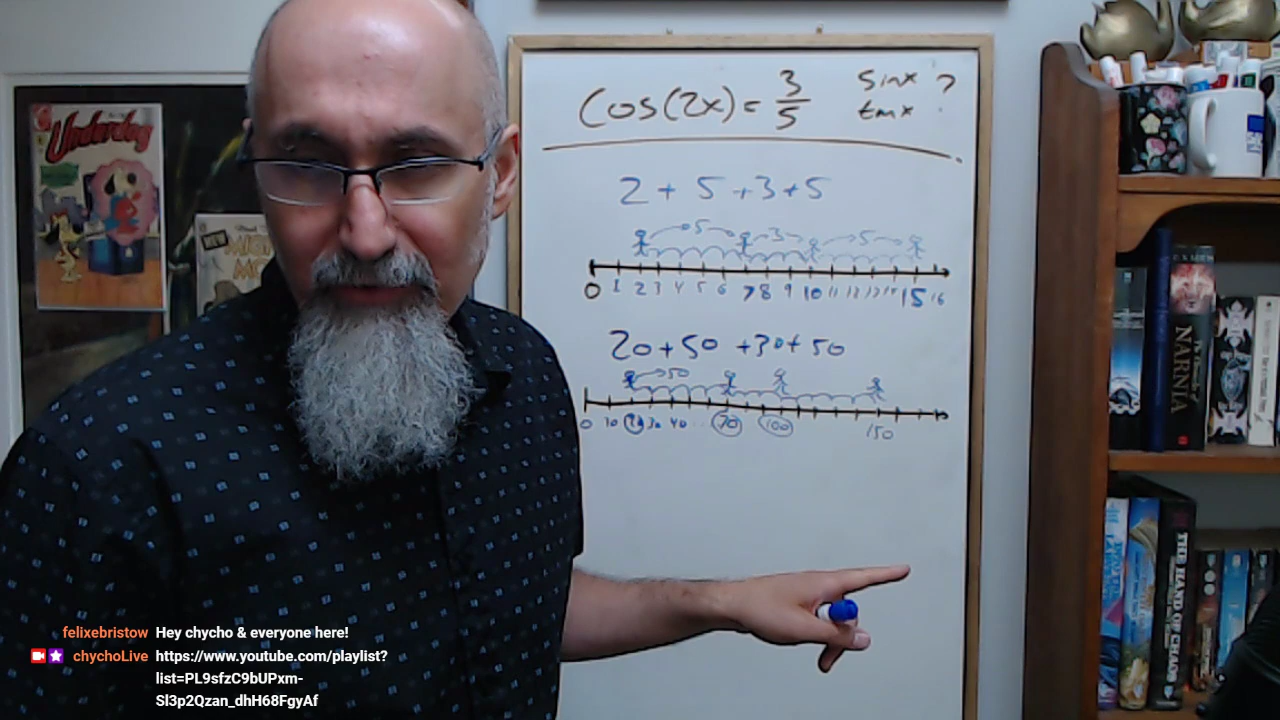 Underdog
NEW
Cos(2x) = 3/5 sinx ?
tanx
2 + 5 + 3 + 5
5 3 5
0 1 2 3 4 5 6 7 8 9 10 11 12 13 14 15 16
20 + 50 + 30 + 50
50
0 10 20 30 40 .. 70 100 150
NARNIA
THE HAND OF CHAOS
felixebristow Hey chycho & everyone here!
chychoLive https://www.youtube.com/playlist?
list=PL9sfzC9bUPxm-
Sl3p2Qzan_dhH68FgyAf